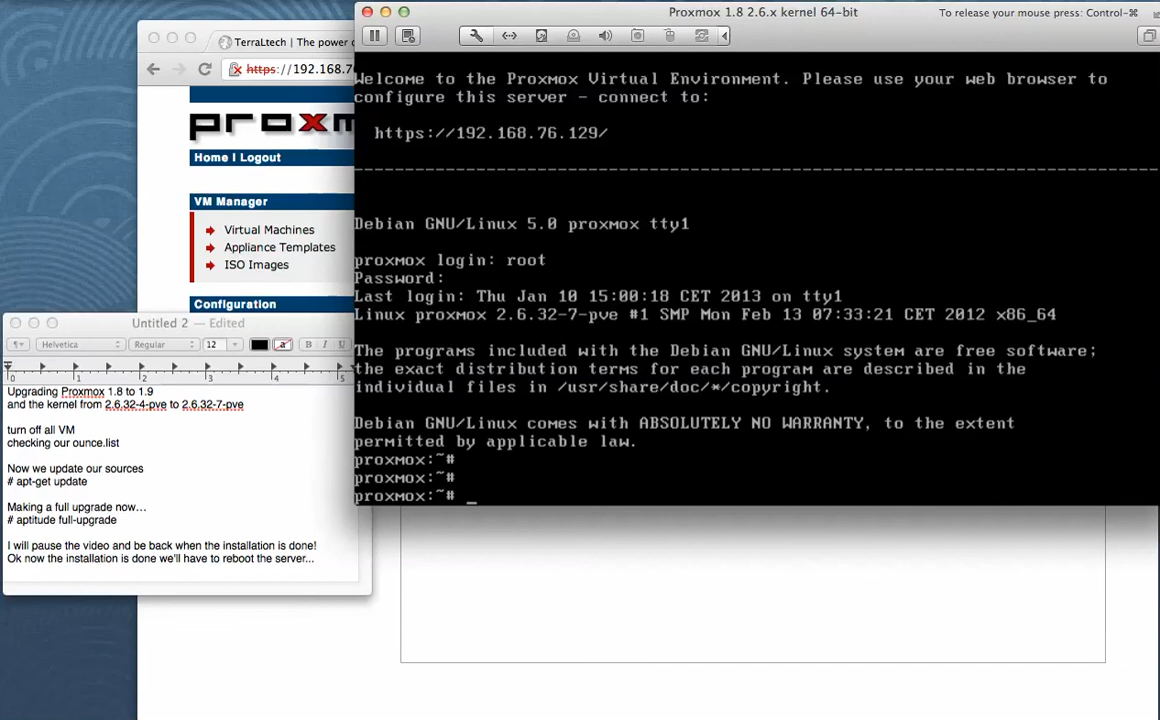 Proxmox 1.8 2.6.x kernel 64-bit
To release your mouse press: Control-⌘
TerraLtech | The power o
https://192.168.76
proxm
Home | Logout
VM Manager
Virtual Machines
Appliance Templates
ISO Images
Configuration
Welcome to the Proxmox Virtual Environment. Please use your web browser to
configure this server - connect to:
https://192.168.76.129/
--------------------------------------------------------------------------------
Debian GNU/Linux 5.0 proxmox tty1
proxmox login: root
Password:
Last login: Thu Jan 10 15:00:18 CET 2013 on tty1
Linux proxmox 2.6.32-7-pve #1 SMP Mon Feb 13 07:33:21 CET 2012 x86_64
The programs included with the Debian GNU/Linux system are free software;
the exact distribution terms for each program are described in the
individual files in /usr/share/doc/*/copyright.
Debian GNU/Linux comes with ABSOLUTELY NO WARRANTY, to the extent
permitted by applicable law.
proxmox:~#
proxmox:~#
proxmox:~# _
Untitled 2 — Edited
Helvetica Regular 12 B I U
0 1 2 3 4 5
Upgrading Proxmox 1.8 to 1.9
and the kernel from 2.6.32-4-pve to 2.6.32-7-pve
turn off all VM
checking our ounce.list
Now we update our sources
# apt-get update
Making a full upgrade now...
# aptitude full-upgrade
I will pause the video and be back when the installation is done!
Ok now the installation is done we'll have to reboot the server...